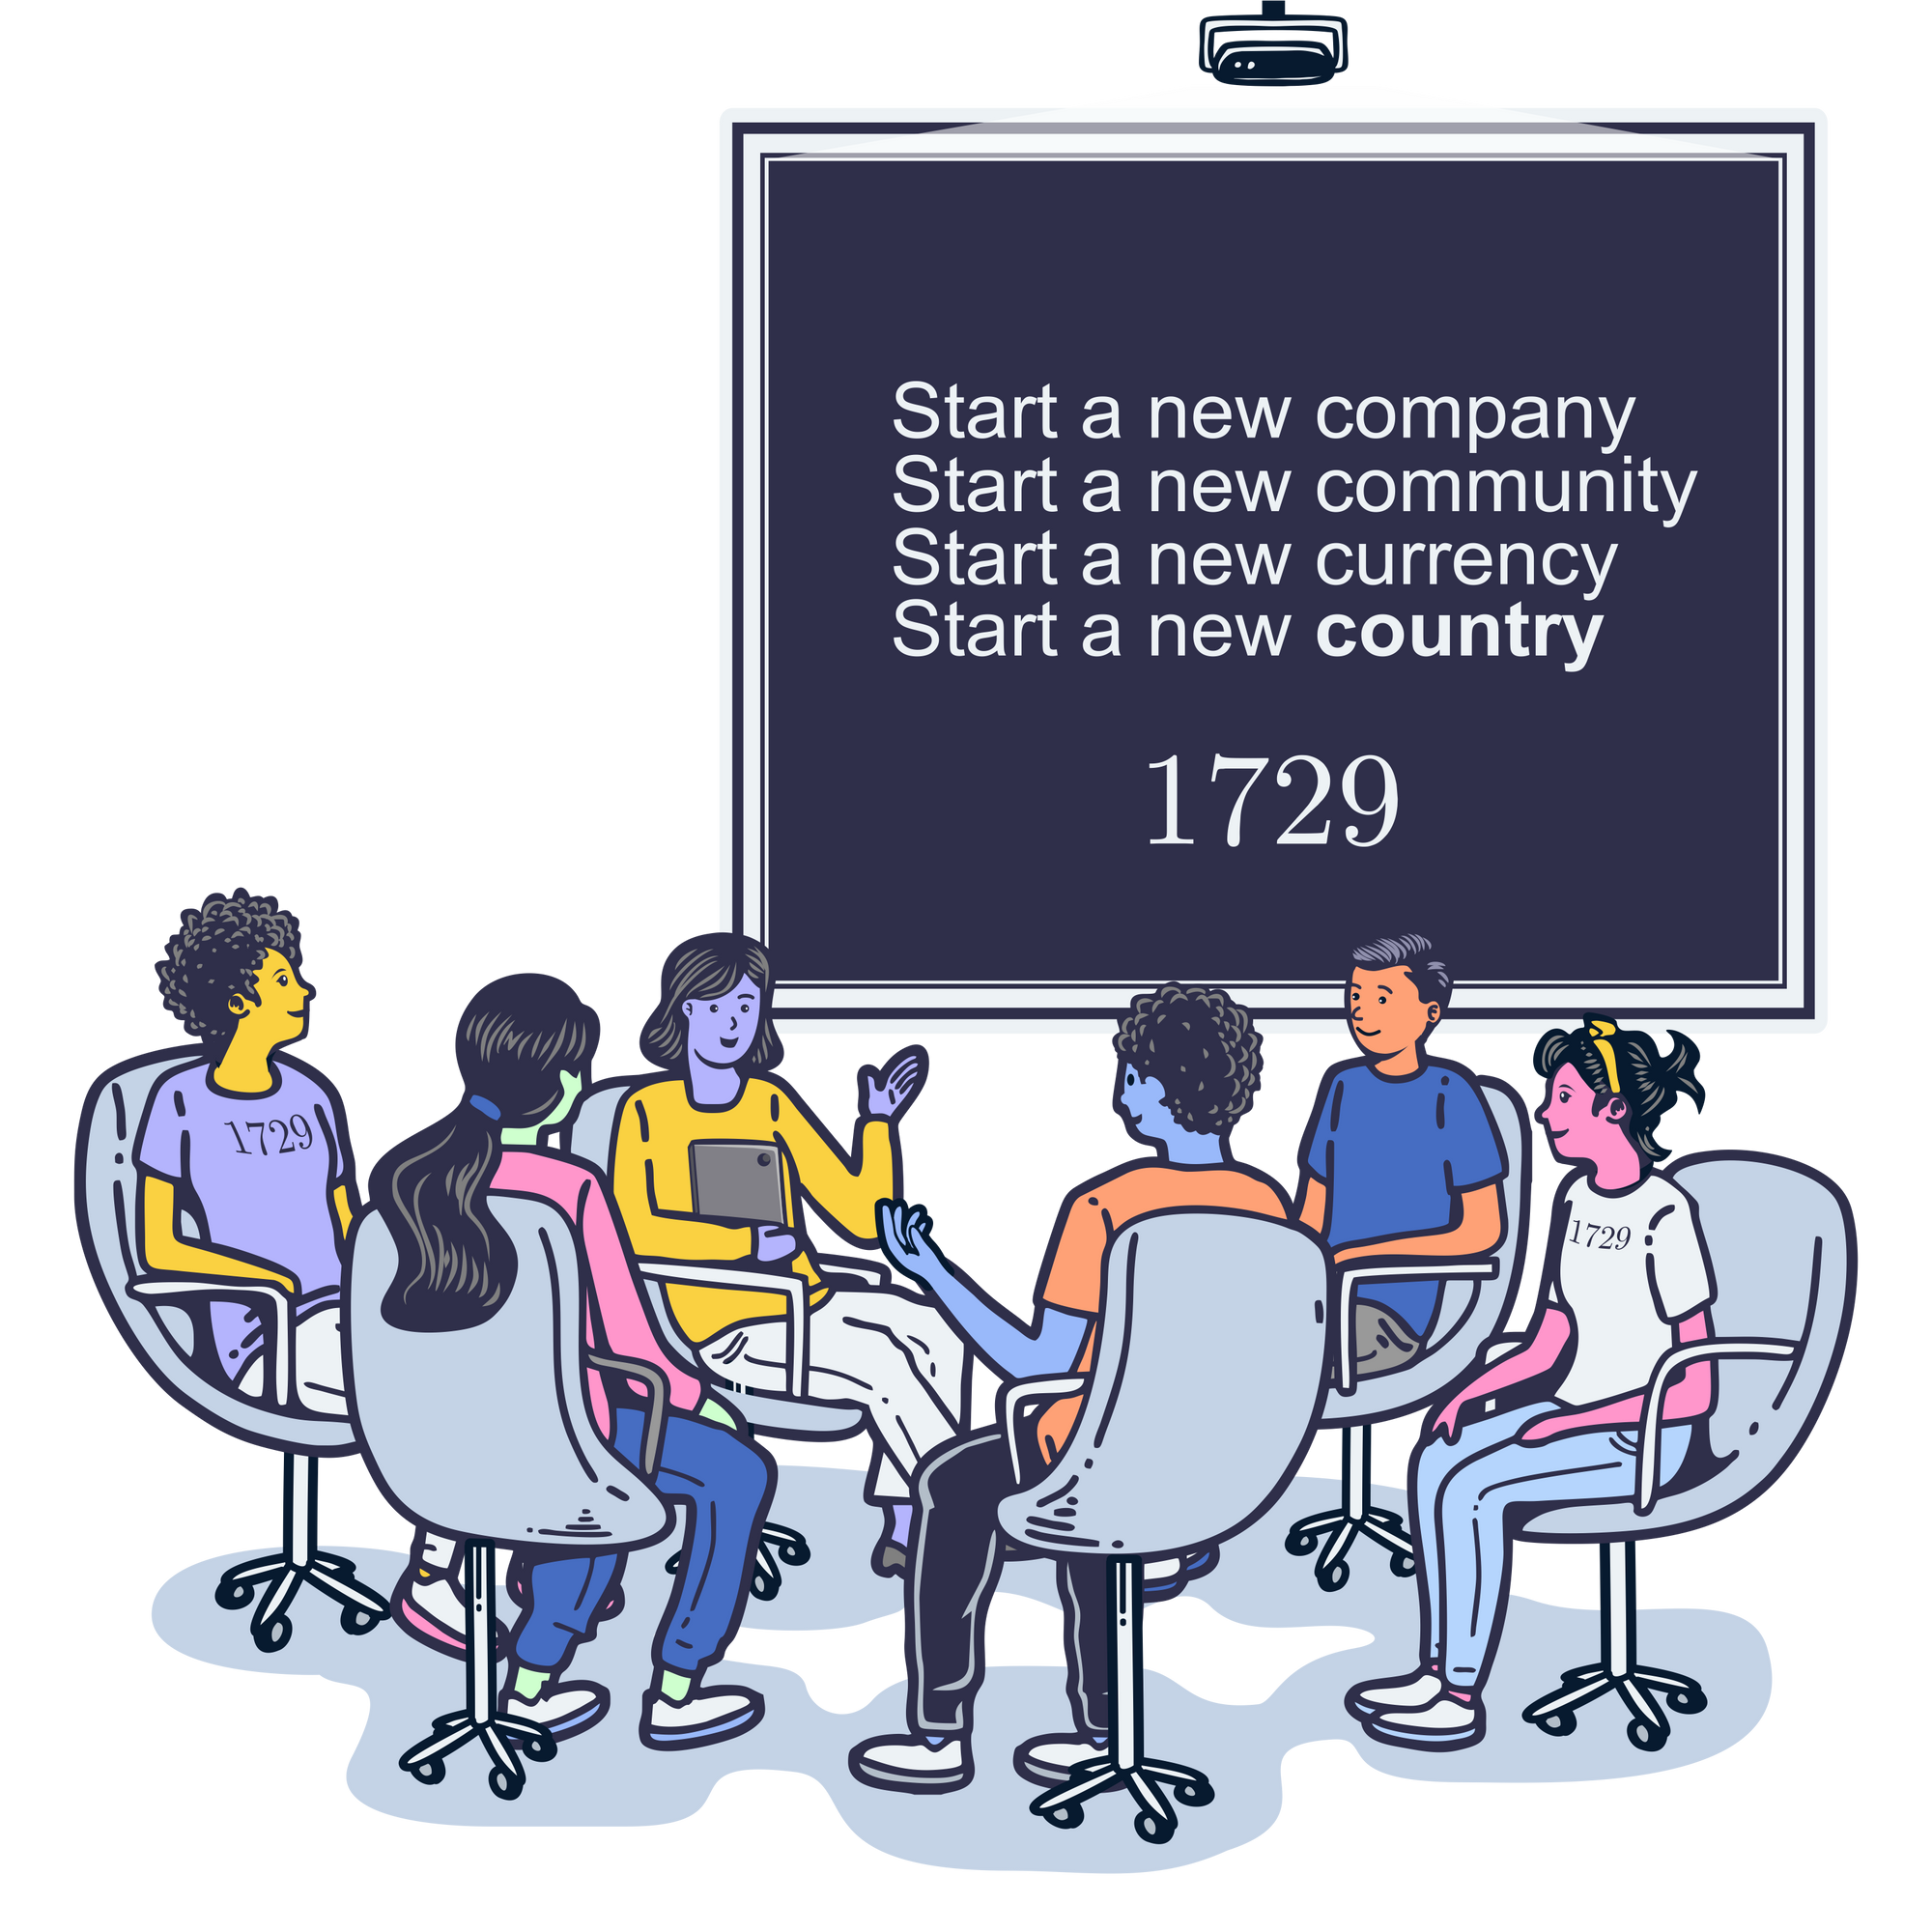 Start a new company
Start a new community
Start a new currency
Start a new country
1729
1729
1729